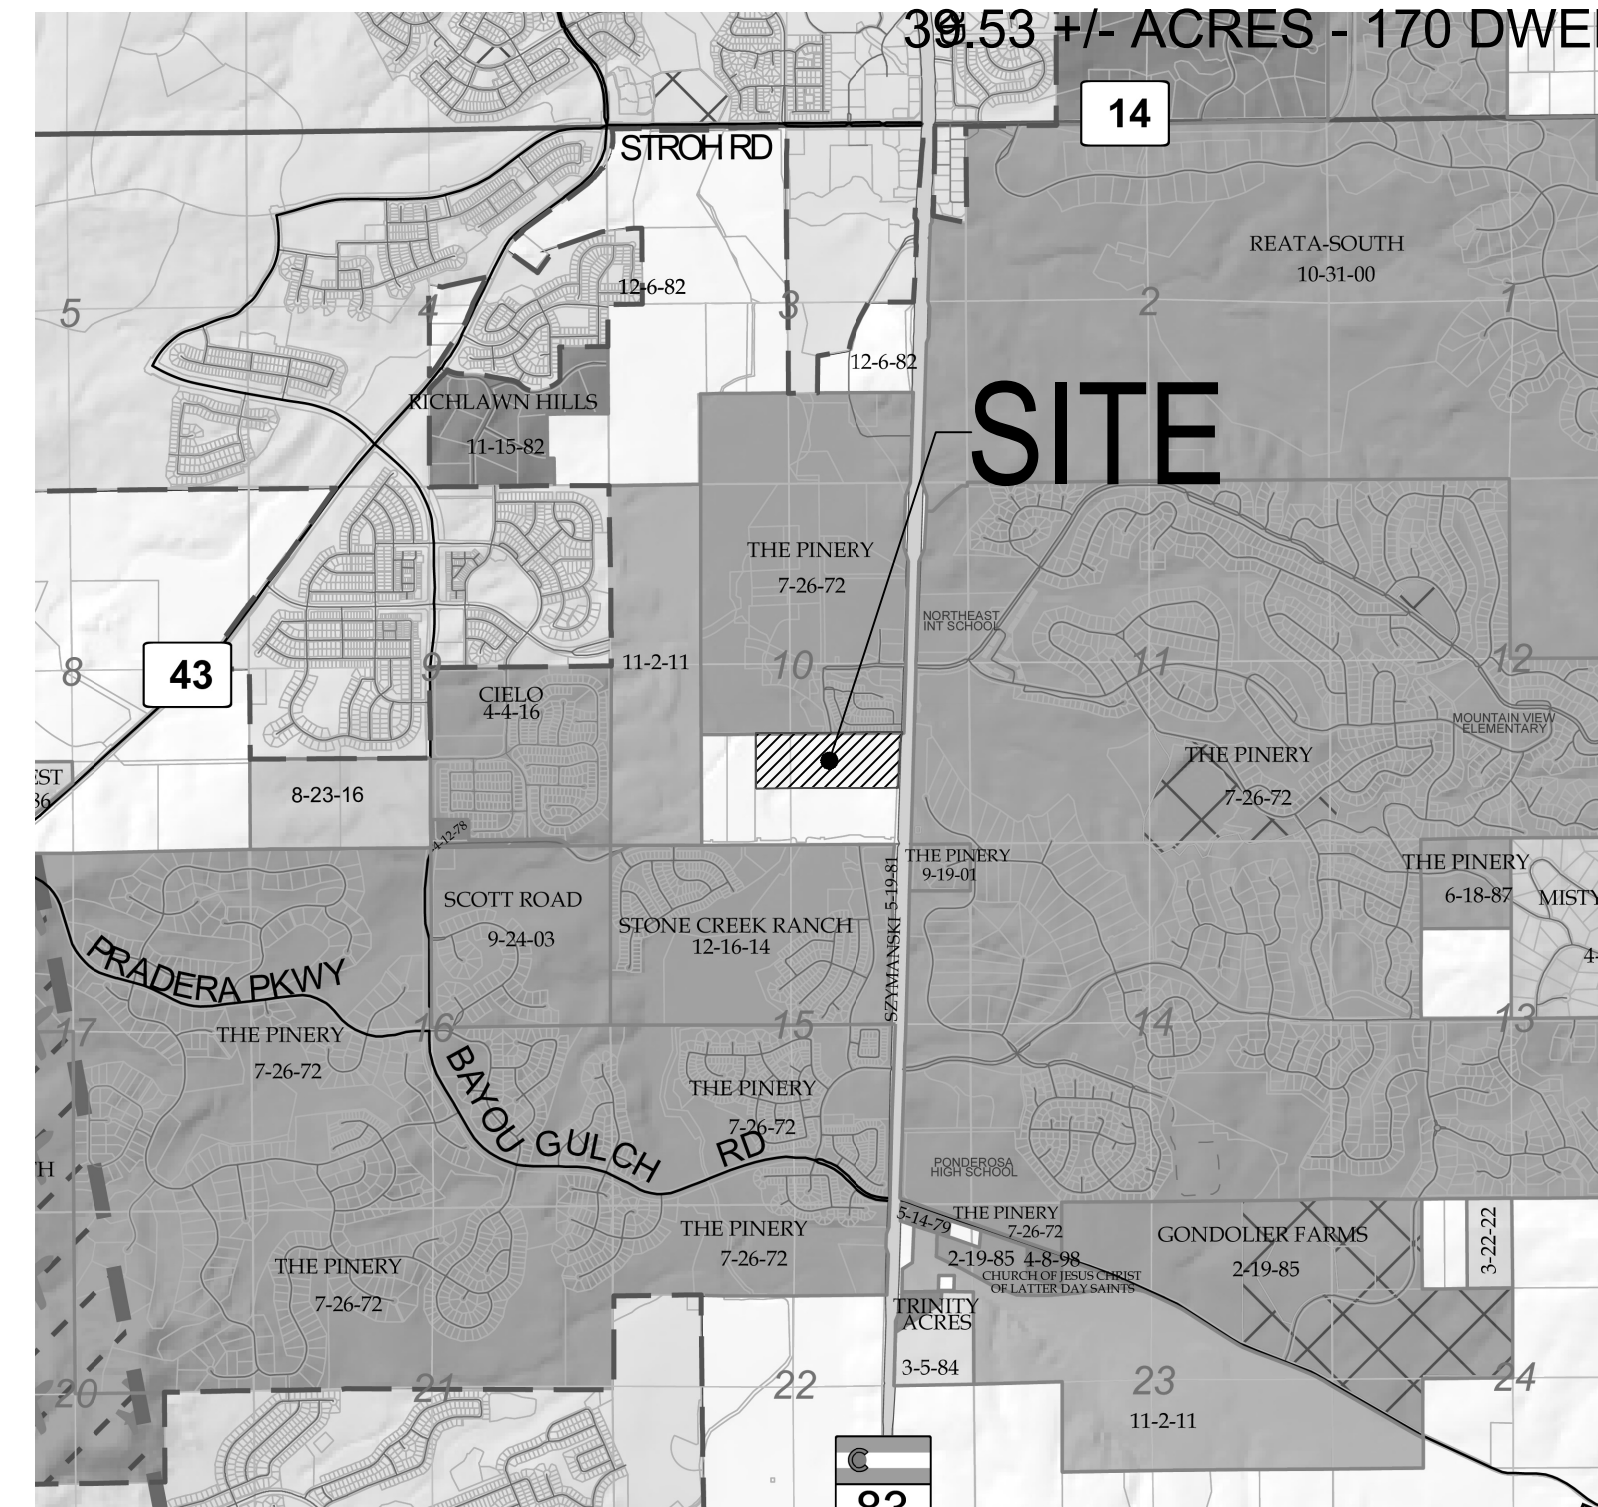 39.53 +/- ACRES - 170 DWE
14
STROH RD
REATA-SOUTH
10-31-00
12-6-82
5
4
3
2
1
12-6-82
SITE
RICHLAWN HILLS
11-15-82
THE PINERY
7-26-72
NORTHEAST
INT SCHOOL
43
8
9
11-2-11
10
11
12
CIELO
4-4-16
MOUNTAIN VIEW
ELEMENTARY
THE PINERY
7-26-72
EST
86
8-23-16
4-12-78
THE PINERY
9-19-01
THE PINERY
6-18-87
MISTY
4-
SCOTT ROAD
9-24-03
STONE CREEK RANCH
12-16-14
SZYMANSKI 5-19-81
PRADERA PKWY
17
16
15
14
13
THE PINERY
7-26-72
BAYOU GULCH RD
THE PINERY
7-26-72
PONDEROSA
HIGH SCHOOL
TH
THE PINERY
7-26-72
THE PINERY
7-26-72
5-14-79
THE PINERY
7-26-72
2-19-85 4-8-98
CHURCH OF JESUS CHRIST
OF LATTER DAY SAINTS
GONDOLIER FARMS
2-19-85
3-22-22
TRINITY
ACRES
3-5-84
20
21
22
23
24
11-2-11
C
83